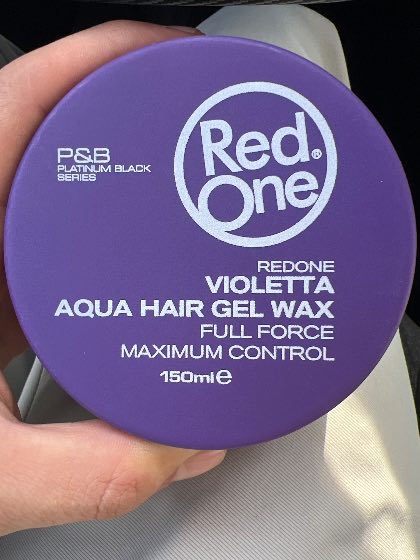 P&B
PLATINUM BLACK
SERIES
Red®
One
REDONE
VIOLETTA
AQUA HAIR GEL WAX
FULL FORCE
MAXIMUM CONTROL
150ml℮